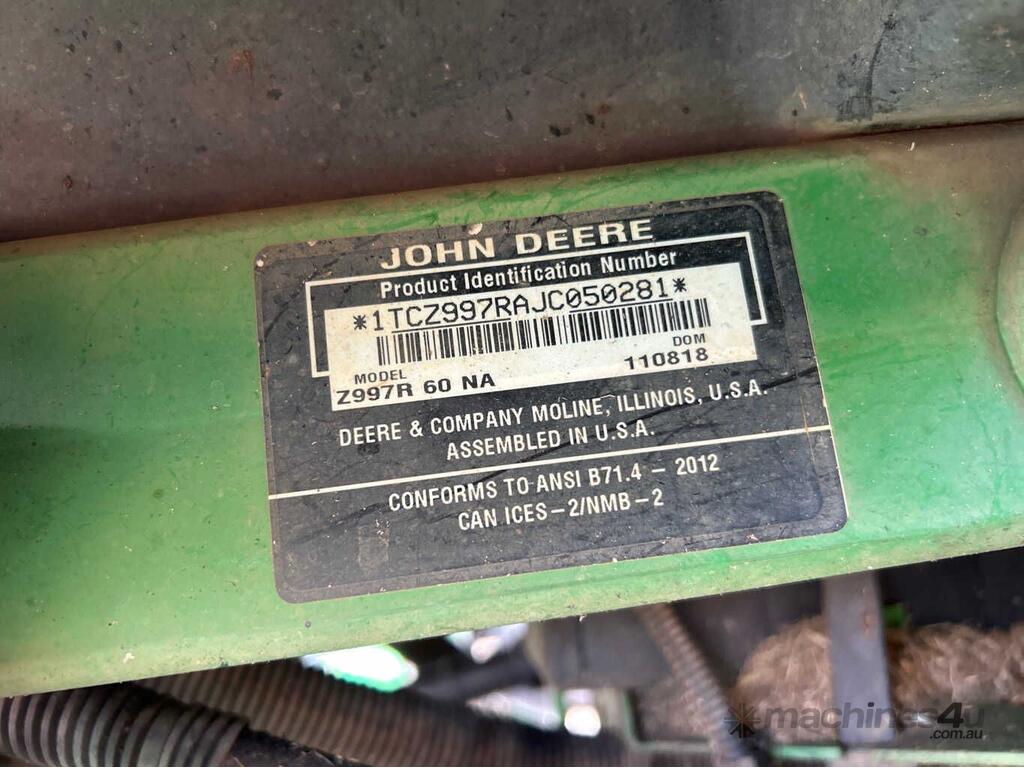 JOHN DEERE
Product Identification Number
*1TCZ997RAJC050281*
MODEL
DOM
Z997R 60 NA
110818
DEERE & COMPANY MOLINE, ILLINOIS, U.S.A.
ASSEMBLED IN U.S.A.
CONFORMS TO ANSI B71.4 - 2012
CAN ICES-2/NMB-2
machines4u
.com.au